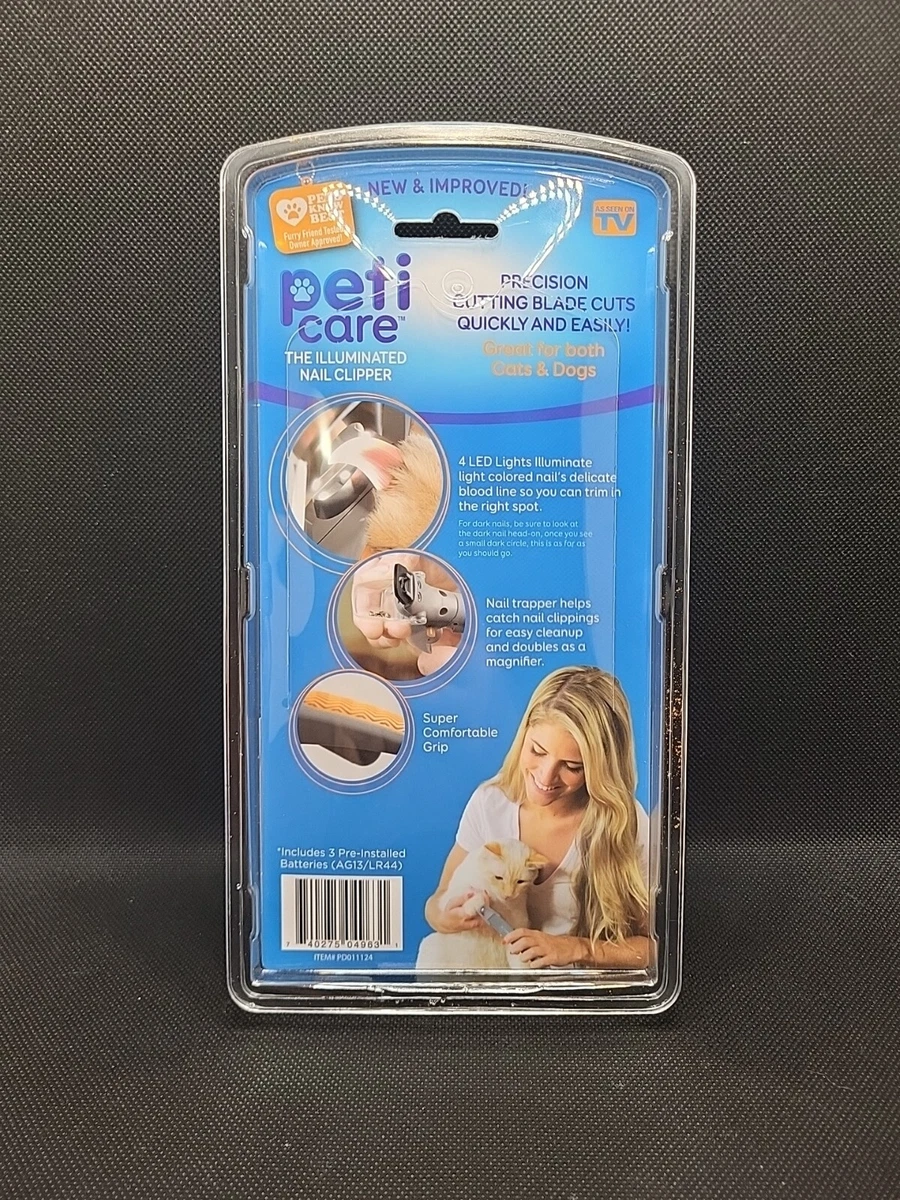 NEW & IMPROVED!
PETS
KNOW
BEST
Furry Friend Tested
Owner Approved!
AS SEEN ON
TV
peti
care™
THE ILLUMINATED
NAIL CLIPPER
PRECISION
CUTTING BLADE CUTS
QUICKLY AND EASILY!
Great for both
Cats & Dogs
4 LED Lights Illuminate
light colored nail's delicate
blood line so you can trim in
the right spot.
For dark nails, be sure to look at
the dark nail head-on, once you see
a small dark circle, this is as far as
you should go.
Nail trapper helps
catch nail clippings
for easy cleanup
and doubles as a
magnifier.
Super
Comfortable
Grip
*Includes 3 Pre-Installed
Batteries (AG13/LR44)
7 40275 04963 1
ITEM# PD011124